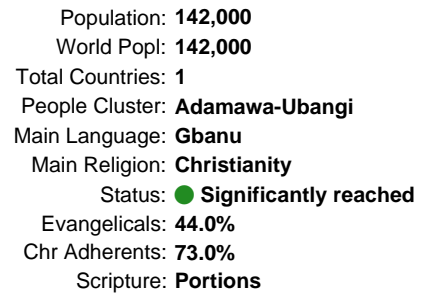 Population: 142,000
World Popl: 142,000
Total Countries: 1
People Cluster: Adamawa-Ubangi
Main Language: Gbanu
Main Religion: Christianity
Status: Significantly reached
Evangelicals: 44.0%
Chr Adherents: 73.0%
Scripture: Portions